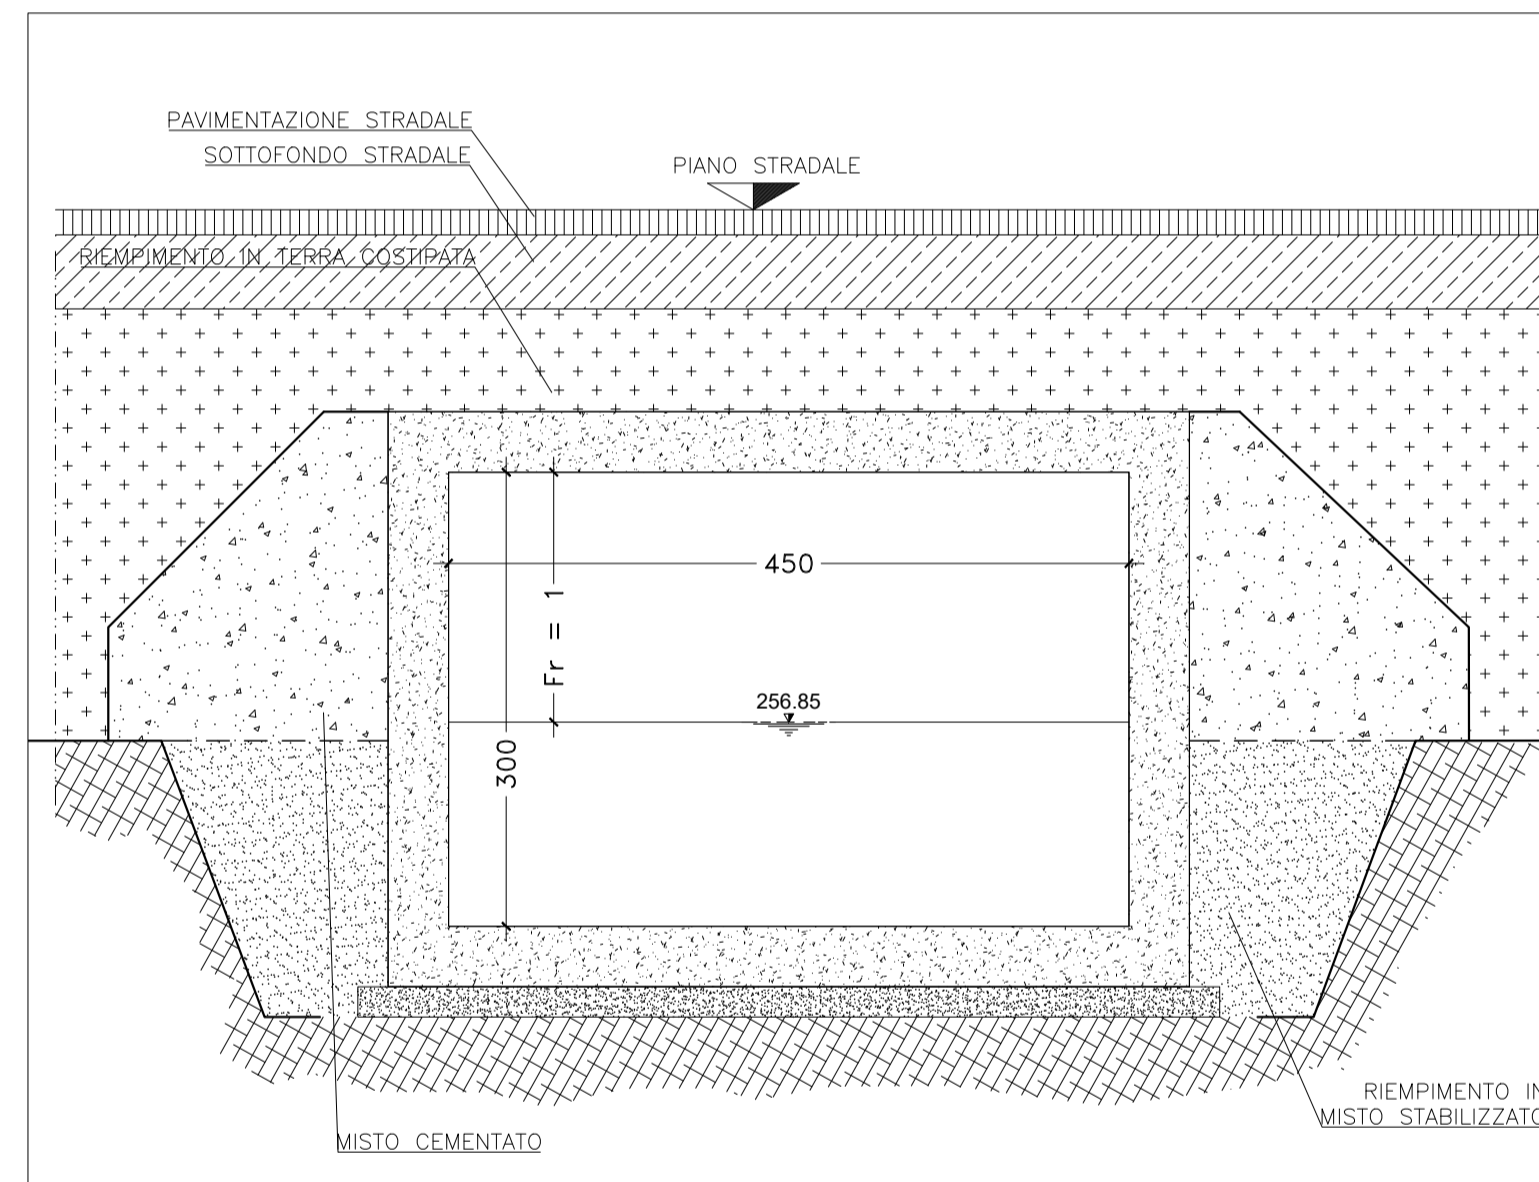 PAVIMENTAZIONE STRADALE
SOTTOFONDO STRADALE
PIANO STRADALE
RIEMPIMENTO IN TERRA COSTIPATA
450
Fr = 1
256.85
300
RIEMPIMENTO IN
MISTO STABILIZZATO
MISTO CEMENTATO